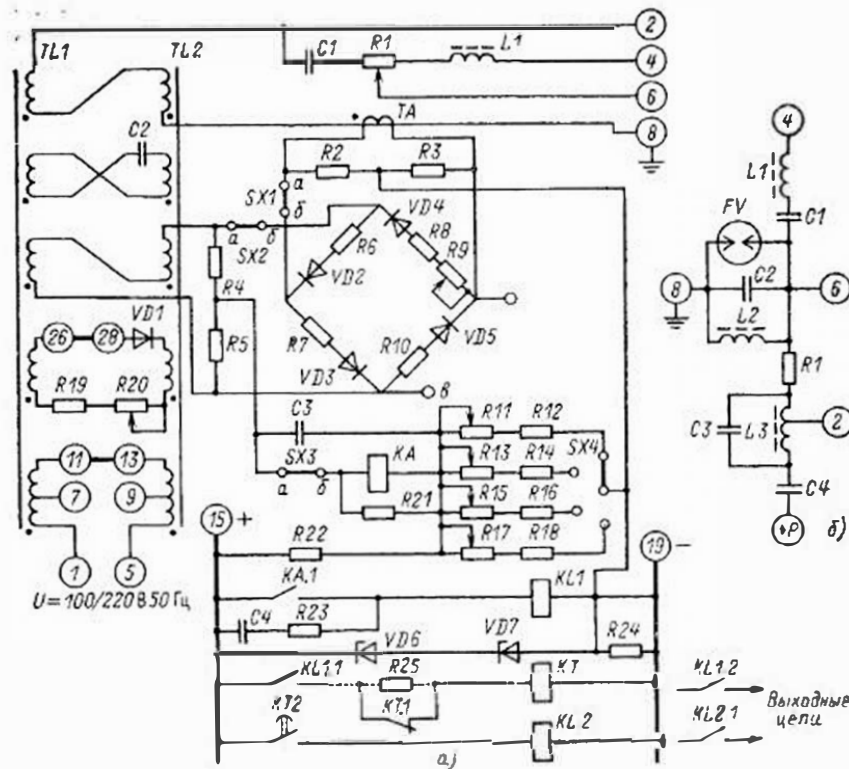 TL1 TL2
C1 R1 L1
2
4
6
TA
8
C2
R2 R3
а
SX1
б
VD4
а б
SX2
R6 R8
R9
VD2
R4
VD1
26 28
R5
R7 R10 VD5
VD3
R19 R20
в
C3
R11 R12
11 13
SX3 KA
R13 R14 SX4
а б
7 9
R21
R15 R16
15 +
R22
R17 R18
19 −
1 5
KA.1 KL1
U=100/220 В 50 Гц
C4 R23
VD6 VD7 R24
KL1.1 R25 KT
KL1.2
KT.1
Выходные
цепи
KT2
KL2
KL2.1
а)
4
L1
FV
C1
8
C2
6
L2
R1
C3 L3 2
C4
+P
б)